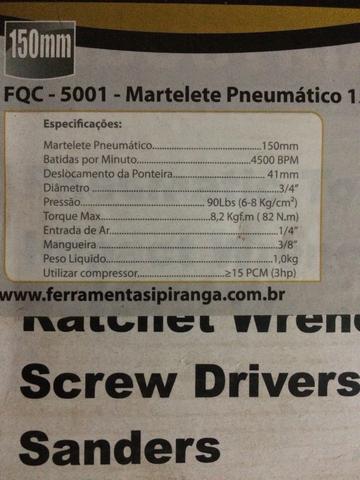 150mm
FQC - 5001 - Martelete Pneumático 1
Especificações:
Martelete Pneumático..................................150mm
Batidas por Minuto...................................4500 BPM
Deslocamento da Ponteira............................41mm
Diâmetro ......................................................3/4"
Pressão.......................................90Lbs (6-8 Kg/cm²)
Torque Max.............................8,2 Kgf.m ( 82 N.m)
Entrada de Ar.................................................1/4"
Mangueira .....................................................3/8"
Peso Liquido..................................................1,0kg
Utilizar compressor..........................≥15 PCM (3hp)
www.ferramentasipiranga.com.br
Ratchet Wrenc
Screw Drivers
Sanders